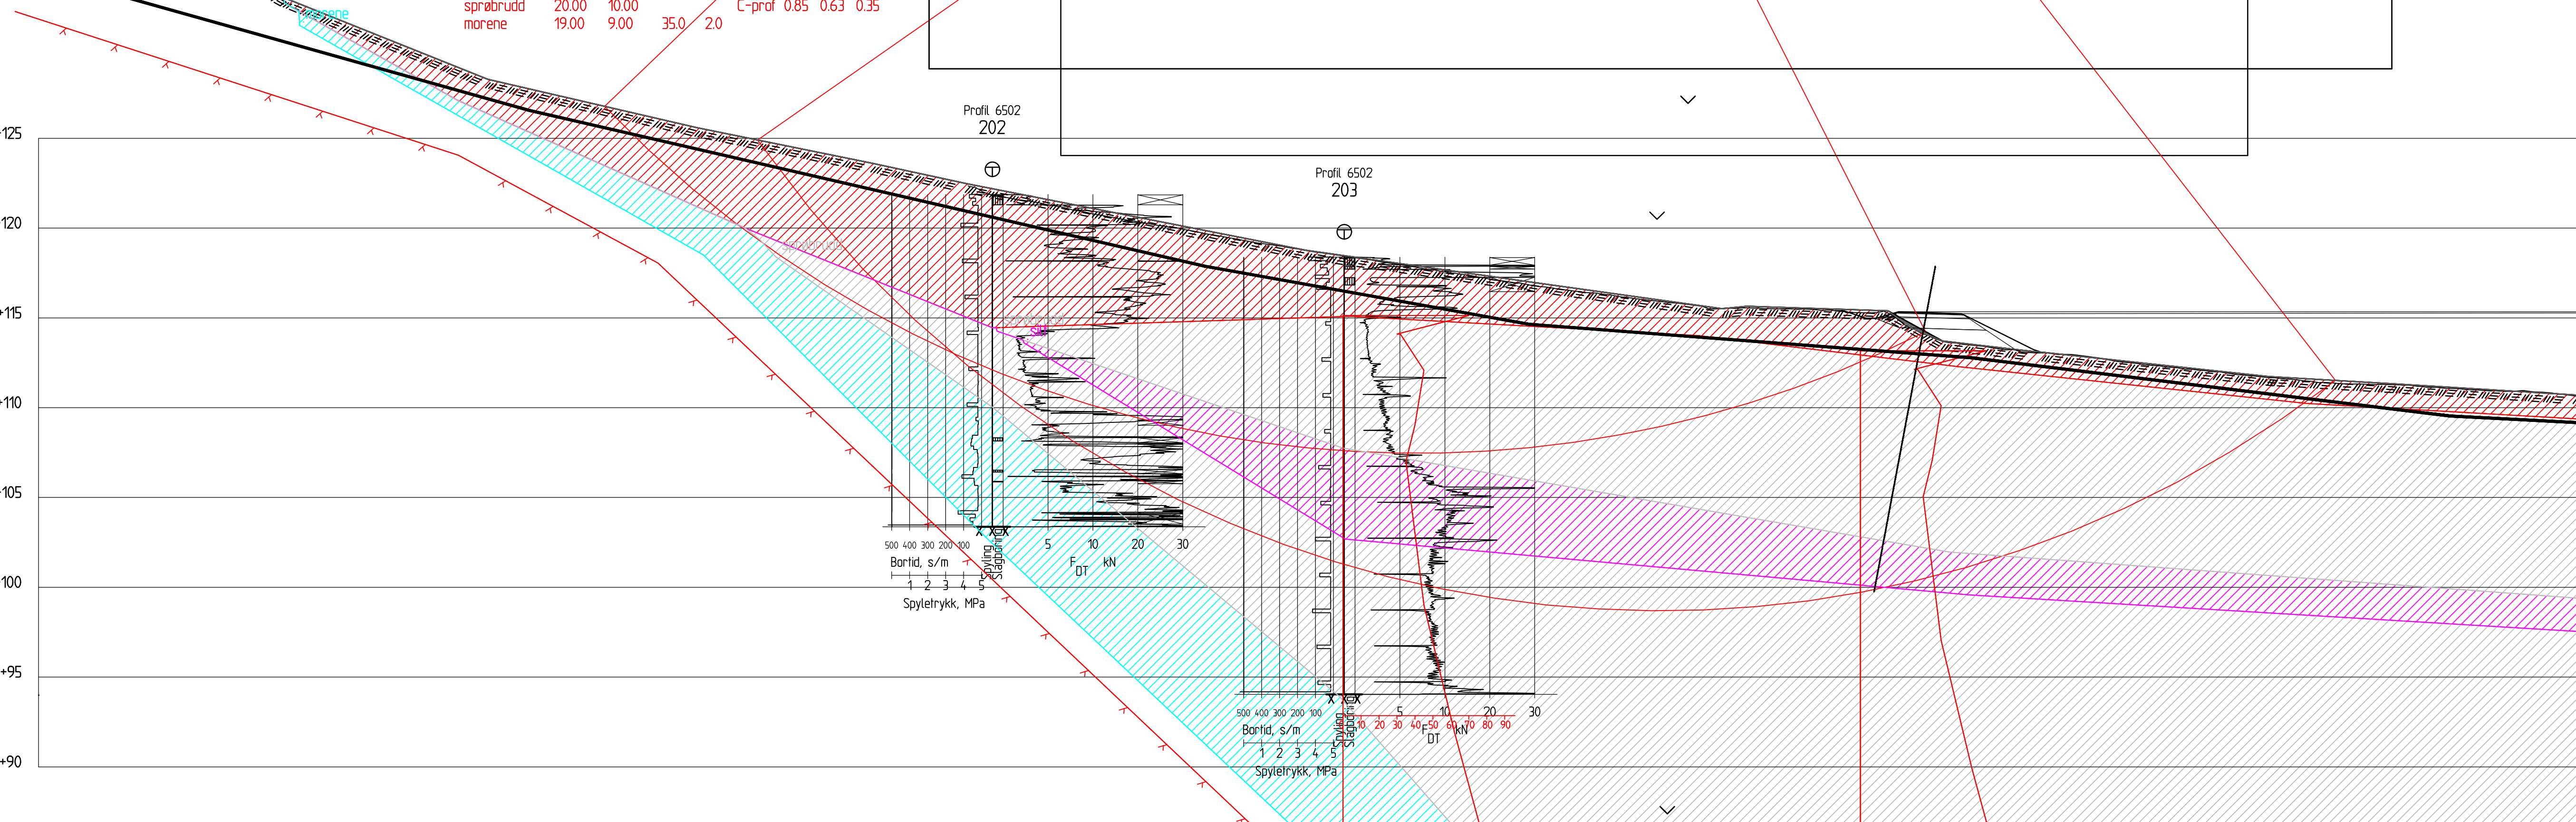 sprøbrudd 20.00 10.00 C-prof 0.85 0.63 0.35
morene
morene 19.00 9.00 35.0 2.0
Profil 6502
202
+125
Profil 6502
203
+120
sprøbrudd
+115
+110
+105
500 400 300 200 100
5 10 20 30
Bortid, s/m
F DT kN
Spyling
Slagboring
1 2 3 4 5
Spyletrykk, MPa
+100
+95
500 400 300 200 100
5 10 20 30
10 20 30 40 50 60 70 80 90
Bortid, s/m
F DT kN
Spyling
Slagboring
1 2 3 4 5
Spyletrykk, MPa
+90